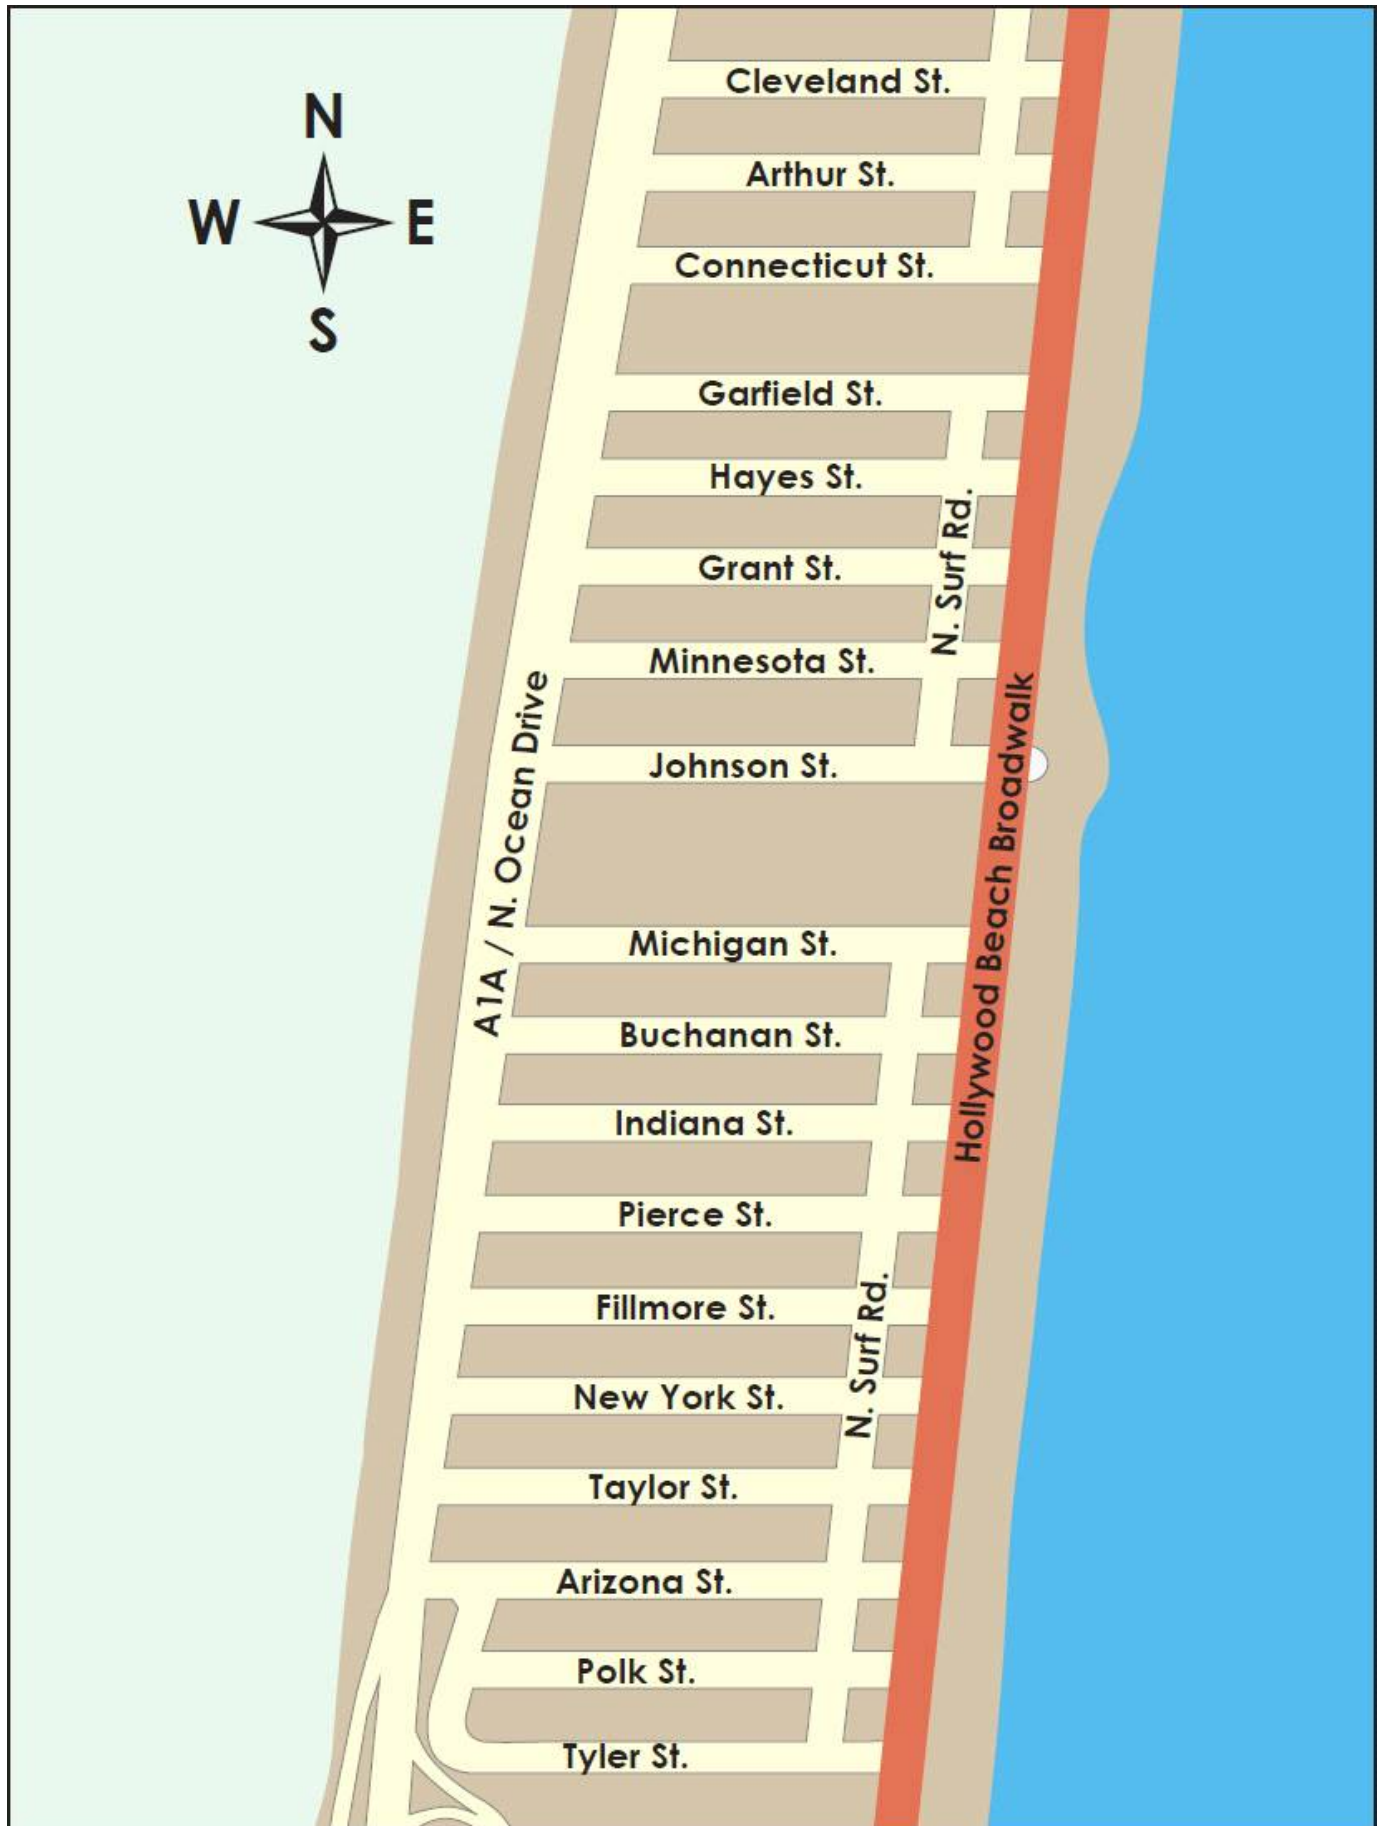 Cleveland St.
N
Arthur St.
W
E
Connecticut St.
S
Garfield St.
Hayes St.
N. Surf Rd.
Grant St.
Minnesota St.
A1A / N. Ocean Drive
Hollywood Beach Broadwalk
Johnson St.
Michigan St.
Buchanan St.
Indiana St.
Pierce St.
N. Surf Rd.
Fillmore St.
New York St.
Taylor St.
Arizona St.
Polk St.
Tyler St.